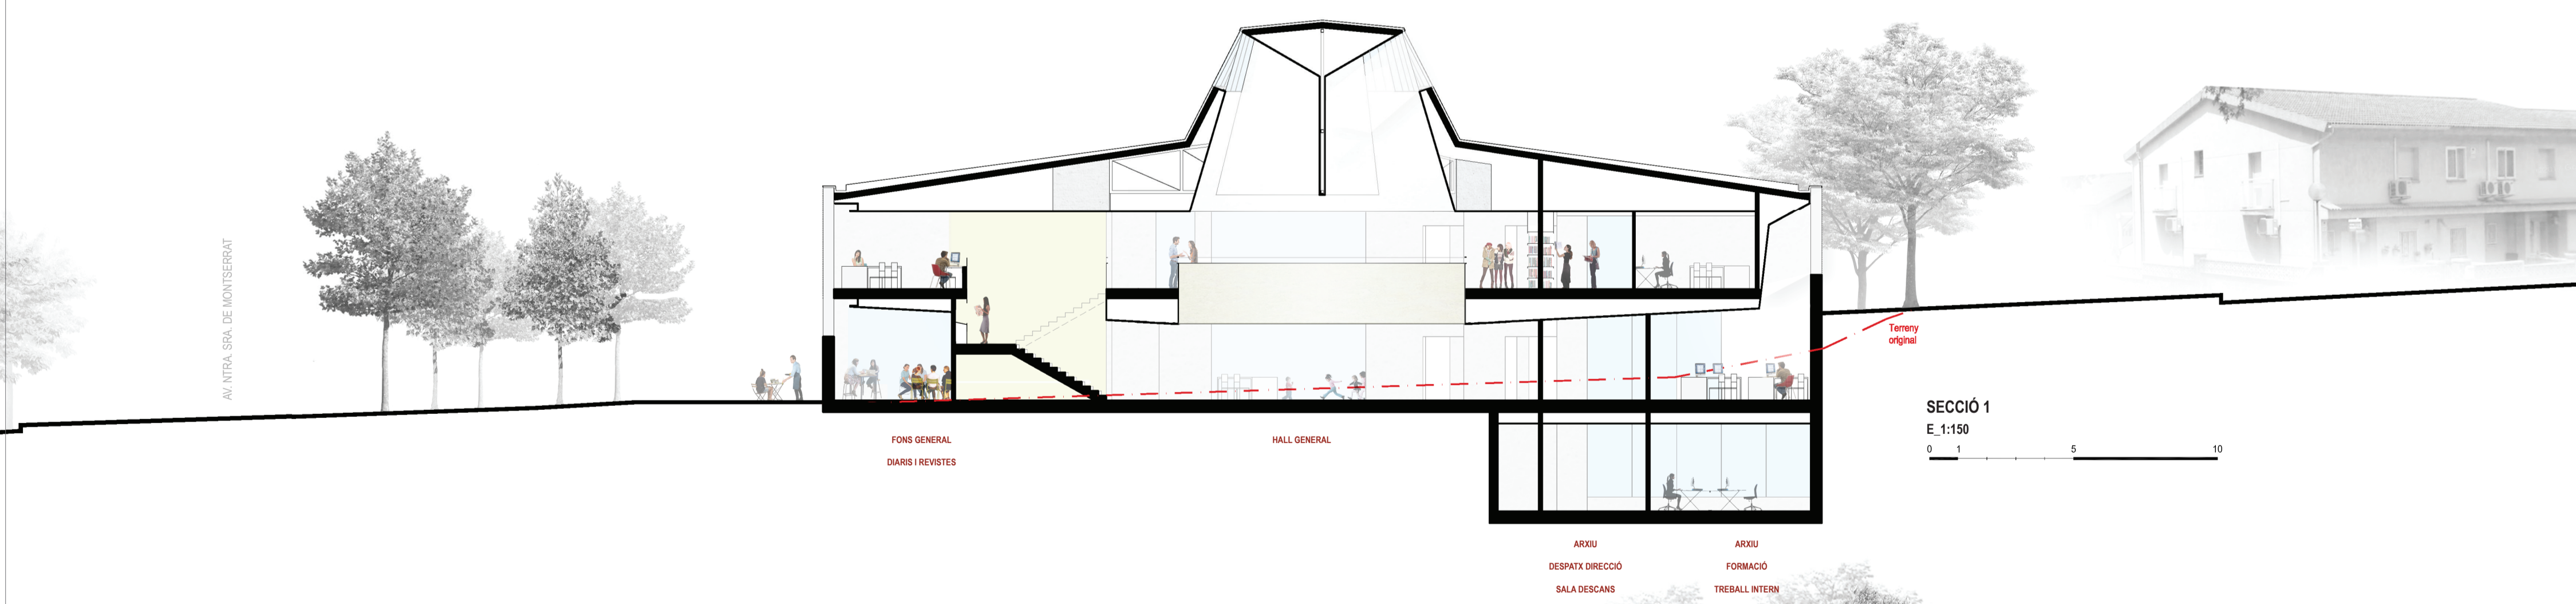 AV. NTRA. SRA. DE MONTSERRAT
Terreny
original
SECCIÓ 1
E_1:150
0 1 5 10
FONS GENERAL
DIARIS I REVISTES
HALL GENERAL
ARXIU
DESPATX DIRECCIÓ
SALA DESCANS
ARXIU
FORMACIÓ
TREBALL INTERN